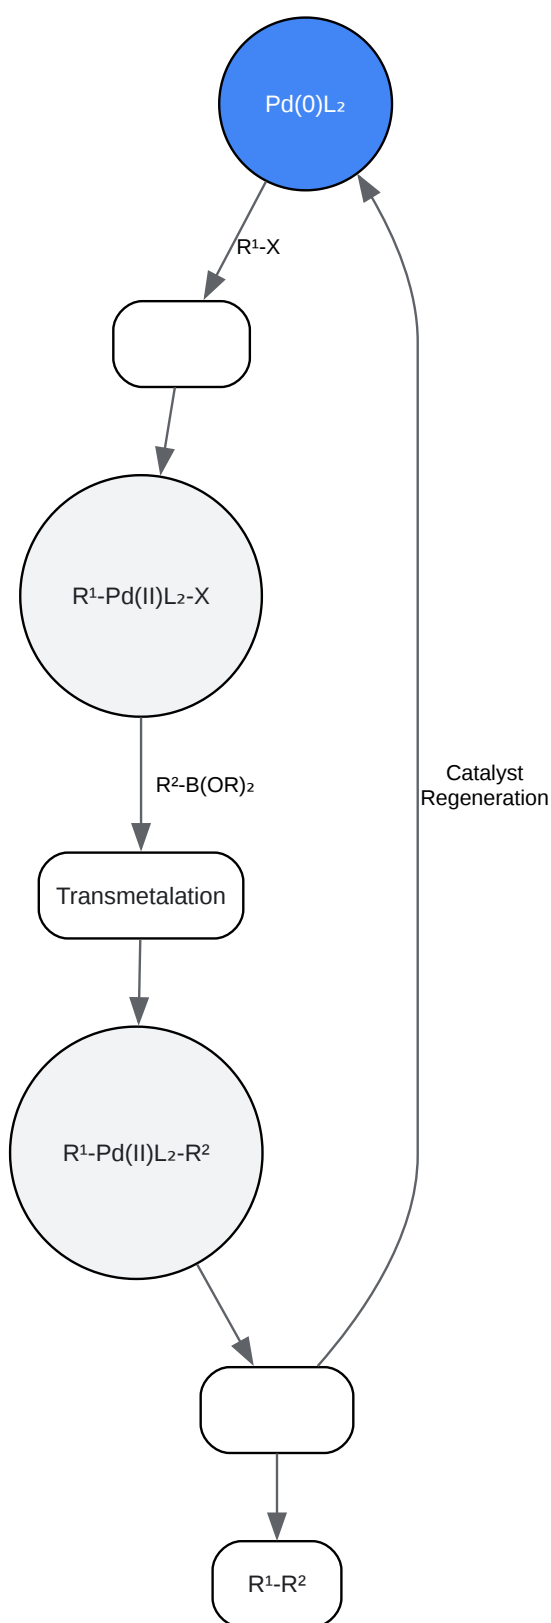 Pd(0)L₂
R¹-X
R¹-Pd(II)L₂-X
R²-B(OR)₂
Catalyst
Regeneration
Transmetalation
R¹-Pd(II)L₂-R²
R¹-R²